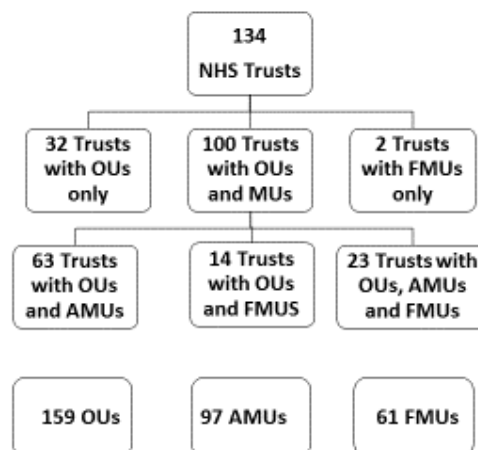 134
NHS Trusts
32 Trusts
with OUs
only
100 Trusts
with OUs
and MUs
2 Trusts
with FMUs
only
63 Trusts
with OUs
and AMUs
14 Trusts
with OUs
and FMUS
23 Trusts with
OUs, AMUs
and FMUs
159 OUs
97 AMUs
61 FMUs